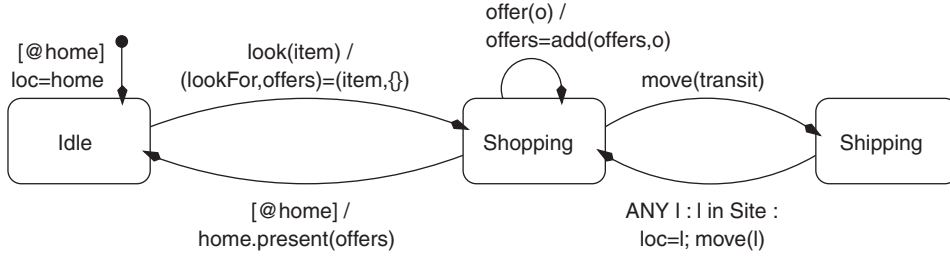 [@home]
loc=home
look(item) /
(lookFor,offers)=(item,{})
offer(o) /
offers=add(offers,o)
move(transit)
Idle
Shopping
Shipping
[@home] /
home.present(offers)
ANY l : l in Site :
loc=l; move(l)